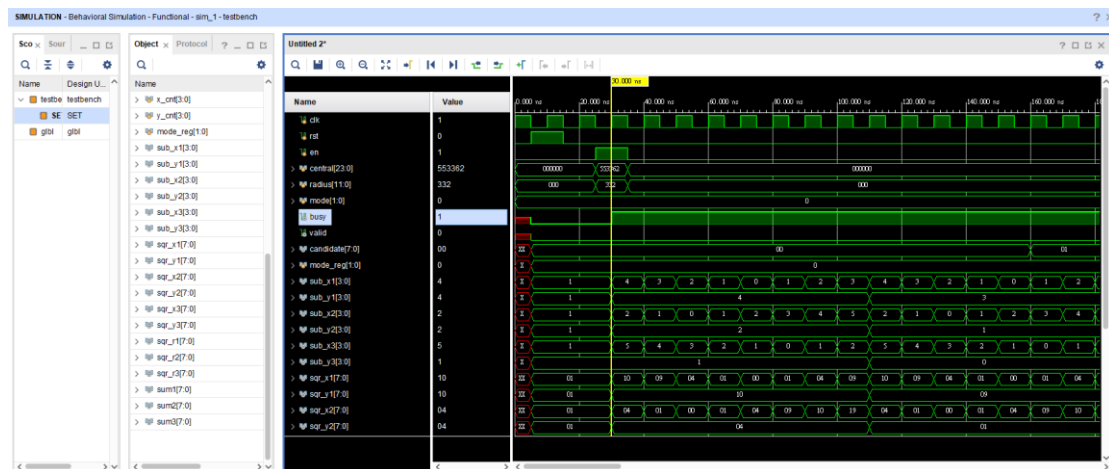 SIMULATION - Behavioral Simulation - Functional - sim_1 - testbench
Sco Sour
Name Design U...
testbe testbench
SE SET
glbl glbl
Object Protocol
Name
x_cnt[3:0]
y_cnt[3:0]
mode_reg[1:0]
sub_x1[3:0]
sub_y1[3:0]
sub_x2[3:0]
sub_y2[3:0]
sub_x3[3:0]
sub_y3[3:0]
sqr_x1[7:0]
sqr_y1[7:0]
sqr_x2[7:0]
sqr_y2[7:0]
sqr_x3[7:0]
sqr_y3[7:0]
sqr_r1[7:0]
sqr_r2[7:0]
sqr_r3[7:0]
sum1[7:0]
sum2[7:0]
sum3[7:0]
Untitled 2*
30.000 ns
Name Value 0.000 ns 20.000 ns 40.000 ns 60.000 ns 80.000 ns 100.000 ns 120.000 ns 140.000 ns 160.000 ns
clk 1
rst 0
en 1
central[23:0] 553362 000000 553362 000000
radius[11:0] 332 000 332 000
mode[1:0] 0 0
busy 1
valid 0
candidate[7:0] 00 XX 00 01
mode_reg[1:0] 0 X 0
sub_x1[3:0] 4 X 1 4 3 2 1 0 1 2 3 4 3 2 1 0 1 2
sub_y1[3:0] 4 X 1 4 3
sub_x2[3:0] 2 X 1 2 1 0 1 2 3 4 5 2 1 0 1 2 3 4
sub_y2[3:0] 2 X 1 2 1
sub_x3[3:0] 5 X 1 5 4 3 2 1 0 1 2 5 4 3 2 1 0 1
sub_y3[3:0] 1 X 1 0
sqr_x1[7:0] 10 XX 01 10 09 04 01 00 01 04 09 10 09 04 01 00 01 04
sqr_y1[7:0] 10 XX 01 10 09
sqr_x2[7:0] 04 XX 01 04 01 00 01 04 09 10 19 04 01 00 01 04 09 10
sqr_y2[7:0] 04 XX 01 04 01